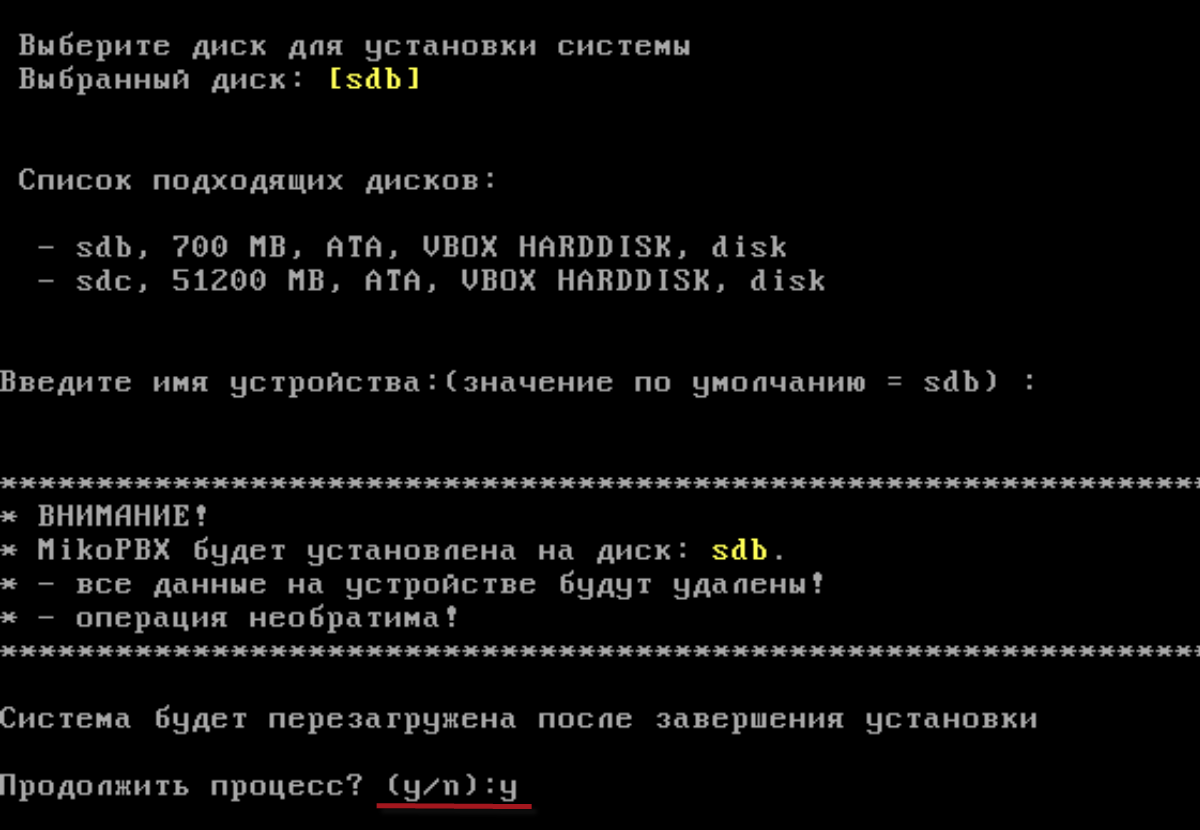 Выберите диск для установки системы
Выбранный диск: [sdb]
Список подходящих дисков:
- sdb, 700 MB, ATA, VBOX HARDDISK, disk
- sdc, 51200 MB, ATA, VBOX HARDDISK, disk
Введите имя устройства:(значение по умолчанию = sdb) :
***************************************************************
* ВНИМАНИЕ!
* MikoPBX будет установлена на диск: sdb.
* - все данные на устройстве будут удалены!
* - операция необратима!
***************************************************************
Система будет перезагружена после завершения установки
Продолжить процесс? (y/n):y